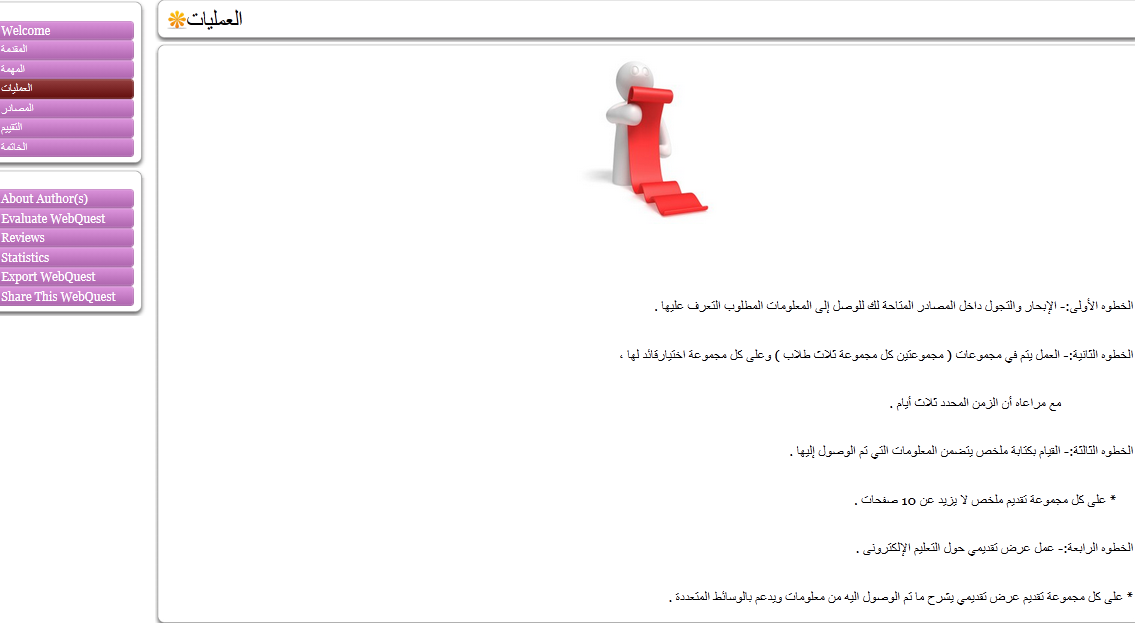 Welcome
المقدمة
المهمة
العمليات
المصادر
التقييم
الخاتمة
About Author(s)
Evaluate WebQuest
Reviews
Statistics
Export WebQuest
Share This WebQuest
العمليات
الخطوه الأولى:- الإبحار والتجول داخل المصادر المتاحة لك للوصل إلى المعلومات المطلوب التعرف عليها .
الخطوه الثانية:- العمل يتم في مجموعات ( مجموعتين كل مجموعة ثلاث طلاب ) وعلى كل مجموعة اختيارقائد لها ،
مع مراعاه أن الزمن المحدد ثلاث أيام .
الخطوه الثالثة:- القيام بكتابة ملخص يتضمن المعلومات التي تم الوصول إليها .
* على كل مجموعة تقديم ملخص لا يزيد عن 10 صفحات .
الخطوه الرابعة:- عمل عرض تقديمي حول التعليم الإلكترونى .
* على كل مجموعة تقديم عرض تقديمي يشرح ما تم الوصول اليه من معلومات ويدعم بالوسائط المتعددة .